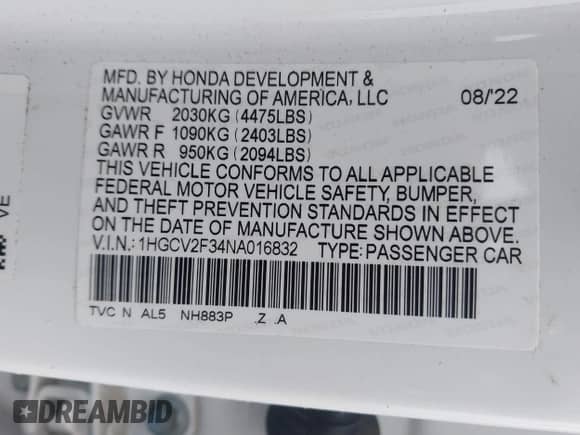 MFD. BY HONDA DEVELOPMENT &
MANUFACTURING OF AMERICA, LLC 08/'22
GVWR 2030KG (4475LBS)
GAWR F 1090KG (2403LBS)
GAWR R 950KG (2094LBS)
THIS VEHICLE CONFORMS TO ALL APPLICABLE
FEDERAL MOTOR VEHICLE SAFETY, BUMPER,
AND THEFT PREVENTION STANDARDS IN EFFECT
ON THE DATE OF MANUFACTURE SHOWN ABOVE.
V.I.N.:1HGCV2F34NA016832 TYPE:PASSENGER CAR
TVC N AL5 NH883P .Z .A
VE
DREAMBID